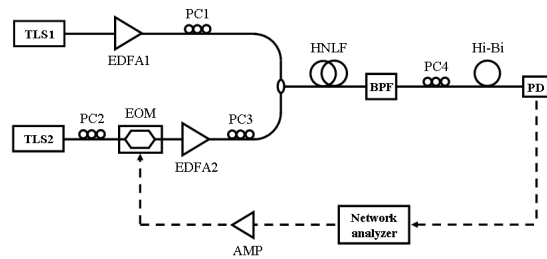 TLS1
EDFA1
PC1
HNLF
BPF
PC4
Hi-Bi
PD
TLS2
PC2
EOM
EDFA2
PC3
AMP
Network
analyzer